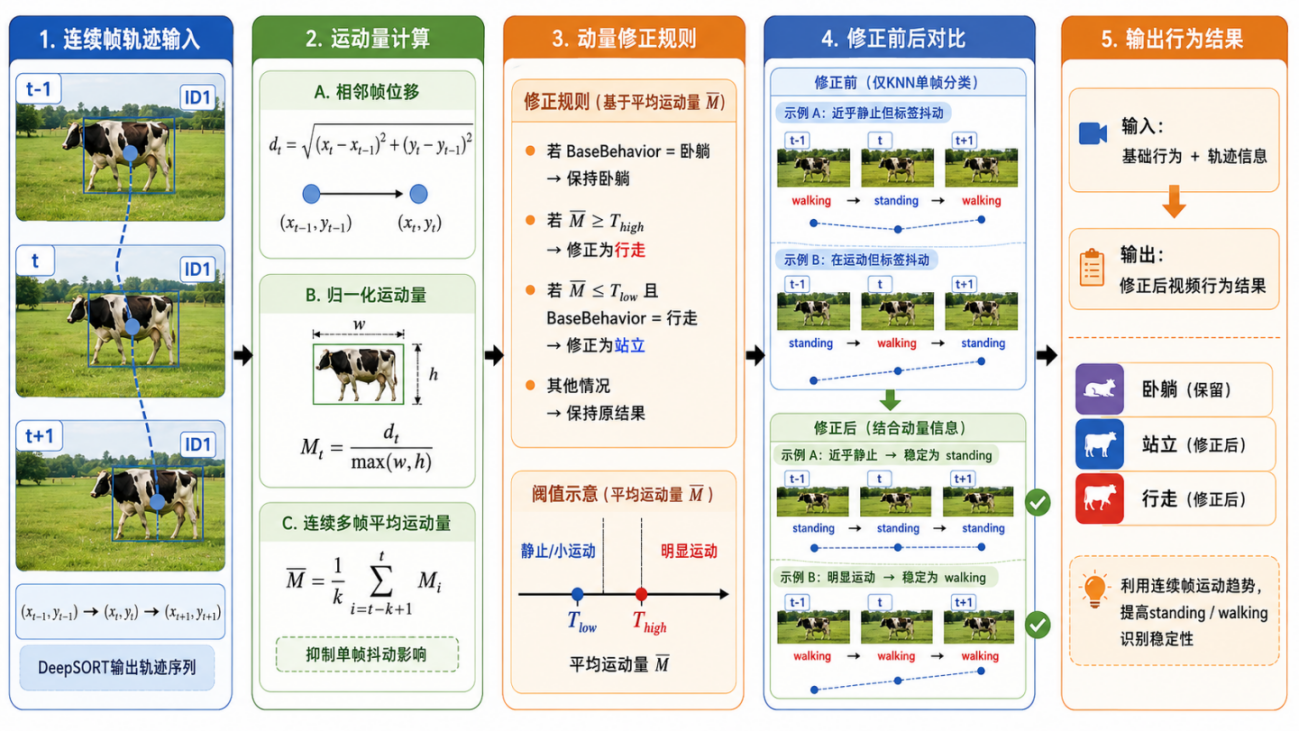 1. 连续帧轨迹输入
t-1
ID1
t
ID1
t+1
ID1
(x_{t-1}, y_{t-1}) → (x_t, y_t) → (x_{t+1}, y_{t+1})
DeepSORT输出轨迹序列
2. 运动量计算
A. 相邻帧位移
d_t = √((x_t − x_{t−1})² + (y_t − y_{t−1})²)
(x_{t-1}, y_{t-1})
(x_t, y_t)
B. 归一化运动量
w
h
M_t = d_t / max(w, h)
C. 连续多帧平均运动量
M̅ = 1/k ∑_{i=t−k+1}^{t} M_i
抑制单帧抖动影响
3. 动量修正规则
修正规则 (基于平均运动量 M̅)
若 BaseBehavior = 卧躺
→ 保持卧躺
若 M̅ ≥ T_{high}
→ 修正为行走
若 M̅ ≤ T_{low} 且
BaseBehavior = 行走
→ 修正为站立
其他情况
→ 保持原结果
阈值示意 (平均运动量 M̅ )
静止/小运动
明显运动
T_{low}
T_{high}
平均运动量 M̅
4. 修正前后对比
修正前（仅KNN单帧分类）
示例 A：近乎静止但标签抖动
t-1 t t+1
walking → standing → walking
示例 B：在运动但标签抖动
t-1 t t+1
standing → walking → standing
修正后（结合动量信息）
示例 A：近乎静止 → 稳定为 standing
t-1 t t+1
standing → standing → standing
示例 B：明显运动 → 稳定为 walking
t-1 t t+1
walking → walking → walking
5. 输出行为结果
输入：
基础行为 + 轨迹信息
输出：
修正后视频行为结果
卧躺 (保留)
站立 (修正后)
行走 (修正后)
利用连续帧运动趋势，
提高standing / walking
识别稳定性